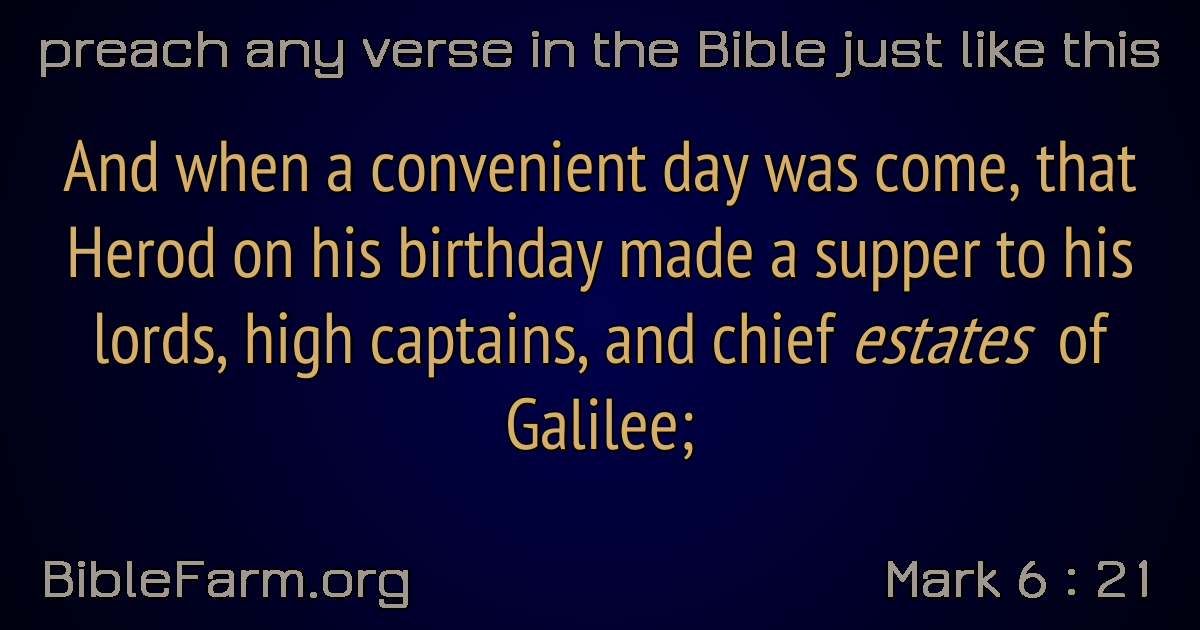 preach any verse in the Bible just like this
And when a convenient day was come, that
Herod on his birthday made a supper to his
lords, high captains, and chief estates of
Galilee;
BibleFarm.org
Mark 6 : 21